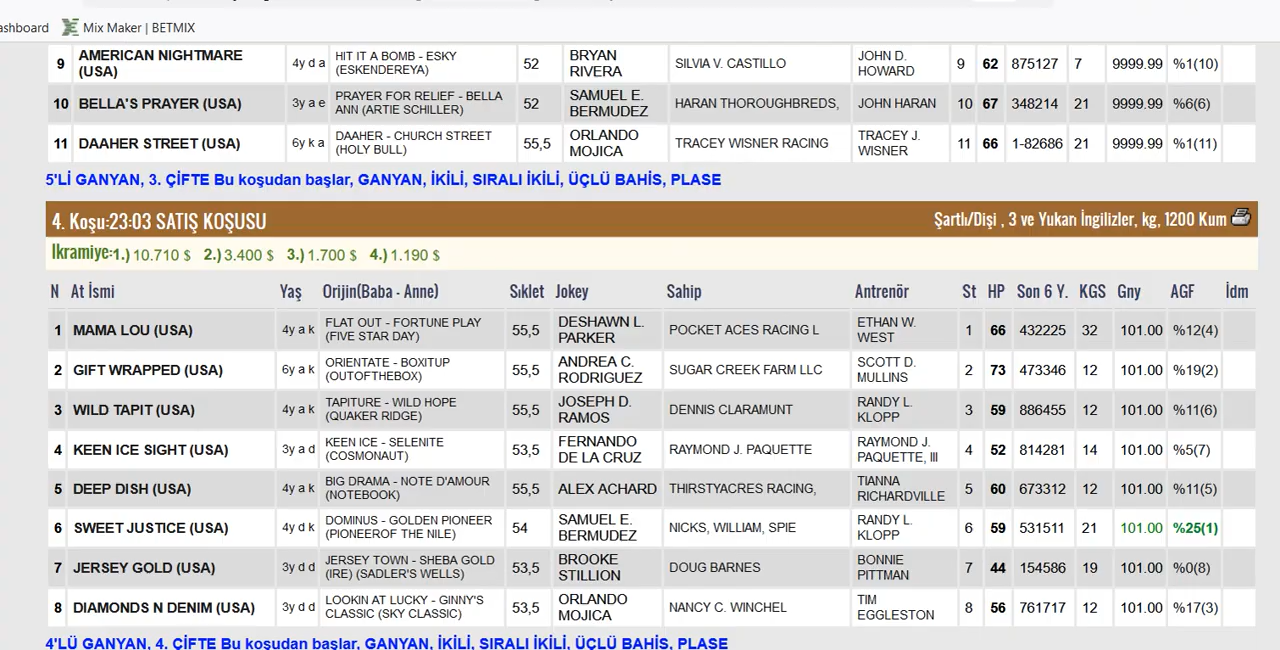 ashboard Mix Maker | BETMIX
9 AMERICAN NIGHTMARE (USA) 4y d a HIT IT A BOMB - ESKY (ESKENDEREYA) 52 BRYAN RIVERA SILVIA V. CASTILLO JOHN D. HOWARD 9 62 875127 7 9999.99 %1(10)
10 BELLA'S PRAYER (USA) 3y a e PRAYER FOR RELIEF - BELLA ANN (ARTIE SCHILLER) 52 SAMUEL E. BERMUDEZ HARAN THOROUGHBREDS, JOHN HARAN 10 67 348214 21 9999.99 %6(6)
11 DAAHER STREET (USA) 6y k a DAAHER - CHURCH STREET (HOLY BULL) 55,5 ORLANDO MOJICA TRACEY WISNER RACING TRACEY J. WISNER 11 66 1-82686 21 9999.99 %1(11)
5'Lİ GANYAN, 3. ÇİFTE Bu koşudan başlar, GANYAN, İKİLİ, SIRALI İKİLİ, ÜÇLÜ BAHİS, PLASE
4. Koşu:23:03 SATIŞ KOŞUSU Şartlı/Dişi , 3 ve Yukarı İngilizler, kg, 1200 Kum
Ikramiye:1.) 10.710 $ 2.) 3.400 $ 3.) 1.700 $ 4.) 1.190 $
N At İsmi Yaş Orijin(Baba - Anne) Sıklet Jokey Sahip Antrenör St HP Son 6 Y. KGS Gny AGF İdm
1 MAMA LOU (USA) 4y a k FLAT OUT - FORTUNE PLAY (FIVE STAR DAY) 55,5 DESHAWN L. PARKER POCKET ACES RACING L ETHAN W. WEST 1 66 432225 32 101.00 %12(4)
2 GIFT WRAPPED (USA) 6y a k ORIENTATE - BOXITUP (OUTOFTHEBOX) 55,5 ANDREA C. RODRIGUEZ SUGAR CREEK FARM LLC SCOTT D. MULLINS 2 73 473346 12 101.00 %19(2)
3 WILD TAPIT (USA) 4y a k TAPITURE - WILD HOPE (QUAKER RIDGE) 55,5 JOSEPH D. RAMOS DENNIS CLARAMUNT RANDY L. KLOPP 3 59 886455 12 101.00 %11(6)
4 KEEN ICE SIGHT (USA) 3y a d KEEN ICE - SELENITE (COSMONAUT) 53,5 FERNANDO DE LA CRUZ RAYMOND J. PAQUETTE RAYMOND J. PAQUETTE, III 4 52 814281 14 101.00 %5(7)
5 DEEP DISH (USA) 4y a k BIG DRAMA - NOTE D'AMOUR (NOTEBOOK) 55,5 ALEX ACHARD THIRSTYACRES RACING, TIANNA RICHARDVILLE 5 60 673312 12 101.00 %11(5)
6 SWEET JUSTICE (USA) 4y d k DOMINUS - GOLDEN PIONEER (PIONEEROF THE NILE) 54 SAMUEL E. BERMUDEZ NICKS, WILLIAM, SPIE RANDY L. KLOPP 6 59 531511 21 101.00 %25(1)
7 JERSEY GOLD (USA) 3y d d JERSEY TOWN - SHEBA GOLD (IRE) (SADLER'S WELLS) 53,5 BROOKE STILLION DOUG BARNES BONNIE PITTMAN 7 44 154586 19 101.00 %0(8)
8 DIAMONDS N DENIM (USA) 3y d d LOOKIN AT LUCKY - GINNY'S CLASSIC (SKY CLASSIC) 53,5 ORLANDO MOJICA NANCY C. WINCHEL TIM EGGLESTON 8 56 761717 12 101.00 %17(3)
4'LÜ GANYAN, 4. ÇİFTE Bu koşudan başlar, GANYAN, İKİLİ, SIRALI İKİLİ, ÜÇLÜ BAHİS, PLASE